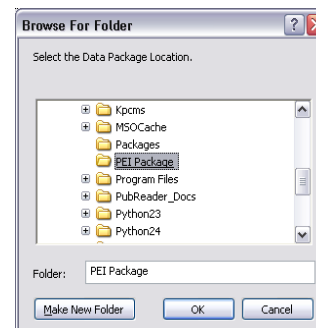 Browse For Folder
Select the Data Package Location.
Kpcms
MSOCache
Packages
PEI Package
Program Files
PubReader_Docs
Python23
Python24
Folder: PEI Package
Make New Folder OK Cancel